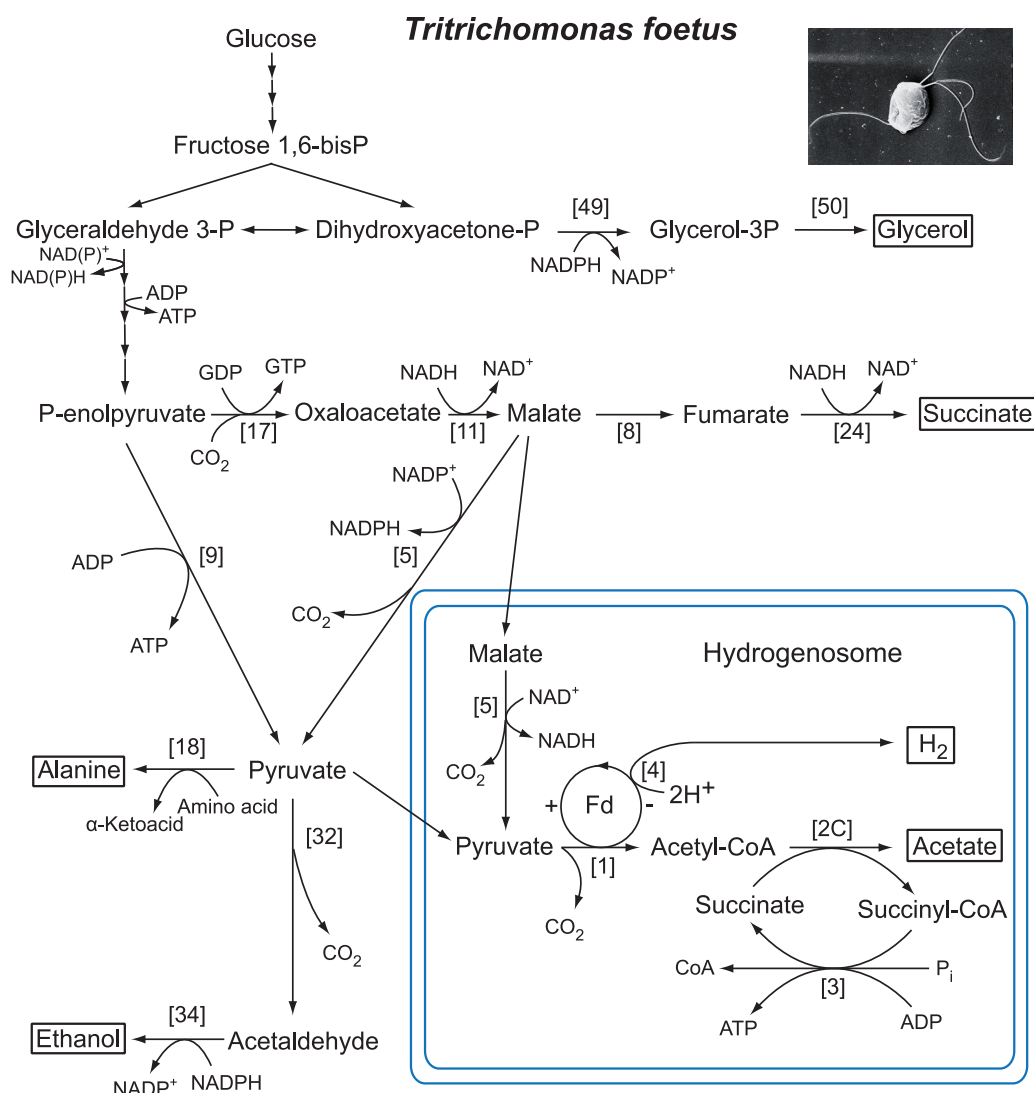 Tritrichomonas foetus
Glucose
Fructose 1,6-bisP
Glyceraldehyde 3-P
Dihydroxyacetone-P
[49]
NADPH
NADP⁺
Glycerol-3P
[50]
Glycerol
NAD(P)⁺
NAD(P)H
ADP
ATP
P-enolpyruvate
GDP
GTP
CO₂
[17]
Oxaloacetate
NADH
NAD⁺
[11]
Malate
[8]
Fumarate
NADH
NAD⁺
[24]
Succinate
NADP⁺
NADPH
[5]
CO₂
ADP
[9]
ATP
Hydrogenosome
Malate
[5]
NAD⁺
NADH
CO₂
[18]
Alanine
Pyruvate
α-Ketoacid
Amino acid
[32]
CO₂
H₂
[4]
2H⁺
+
Fd
-
Pyruvate
[1]
CO₂
Acetyl-CoA
[2C]
Acetate
Succinate
Succinyl-CoA
CoA
Pᵢ
[3]
ATP
ADP
[34]
Ethanol
Acetaldehyde
NADP⁺
NADPH